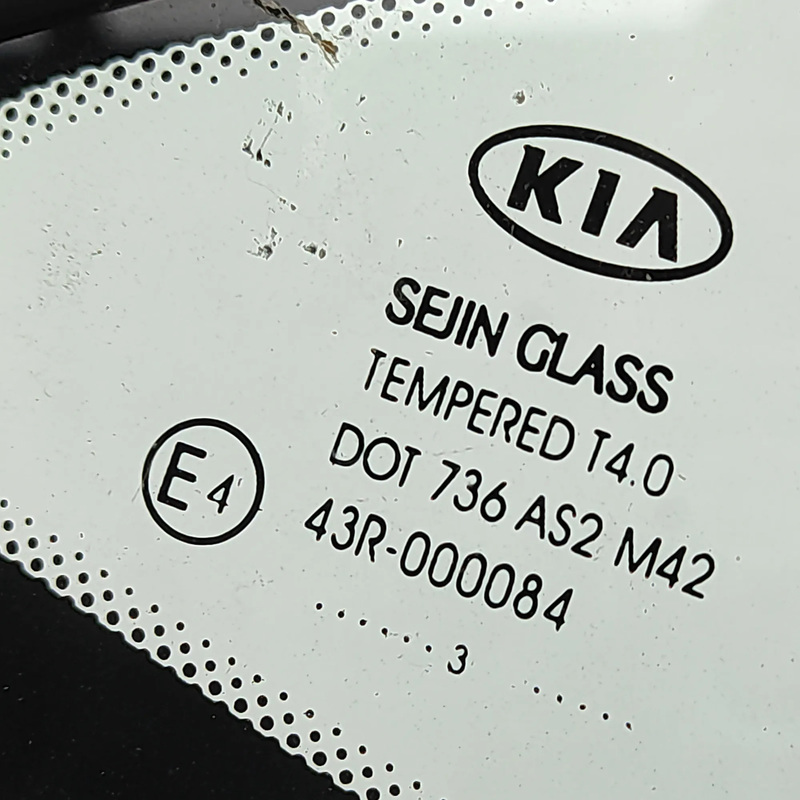 KIA
SEJIN GLASS
TEMPERED T4.0
DOT 736 AS2 M42
E4
43R-000084
...... 3 .....